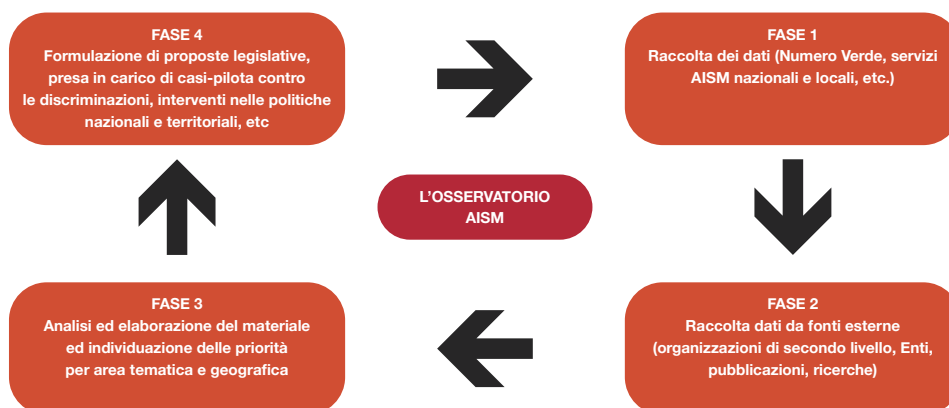 FASE 4
Formulazione di proposte legislative,
presa in carico di casi-pilota contro
le discriminazioni, interventi nelle politiche
nazionali e territoriali, etc
FASE 1
Raccolta dei dati (Numero Verde, servizi
AISM nazionali e locali, etc.)
L'OSSERVATORIO
AISM
FASE 3
Analisi ed elaborazione del materiale
ed individuazione delle priorità
per area tematica e geografica
FASE 2
Raccolta dati da fonti esterne
(organizzazioni di secondo livello, Enti,
pubblicazioni, ricerche)